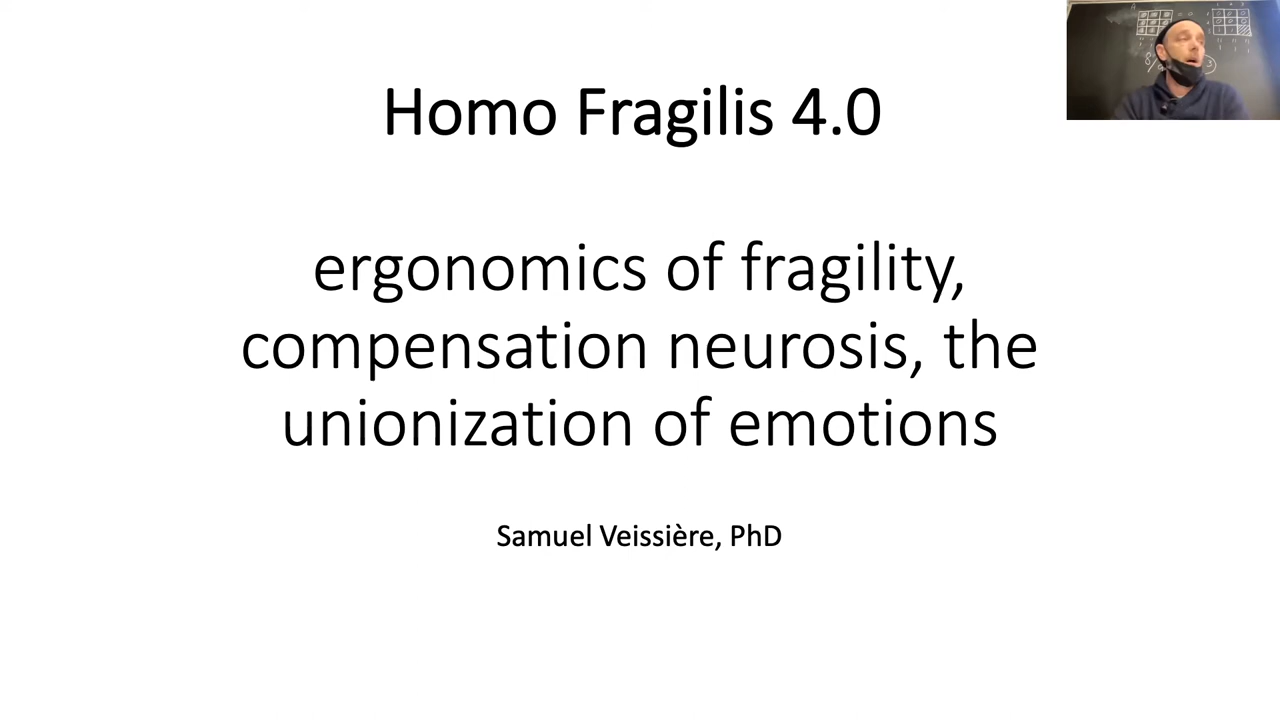 Homo Fragilis 4.0
ergonomics of fragility,
compensation neurosis, the
unionization of emotions
Samuel Veissière, PhD